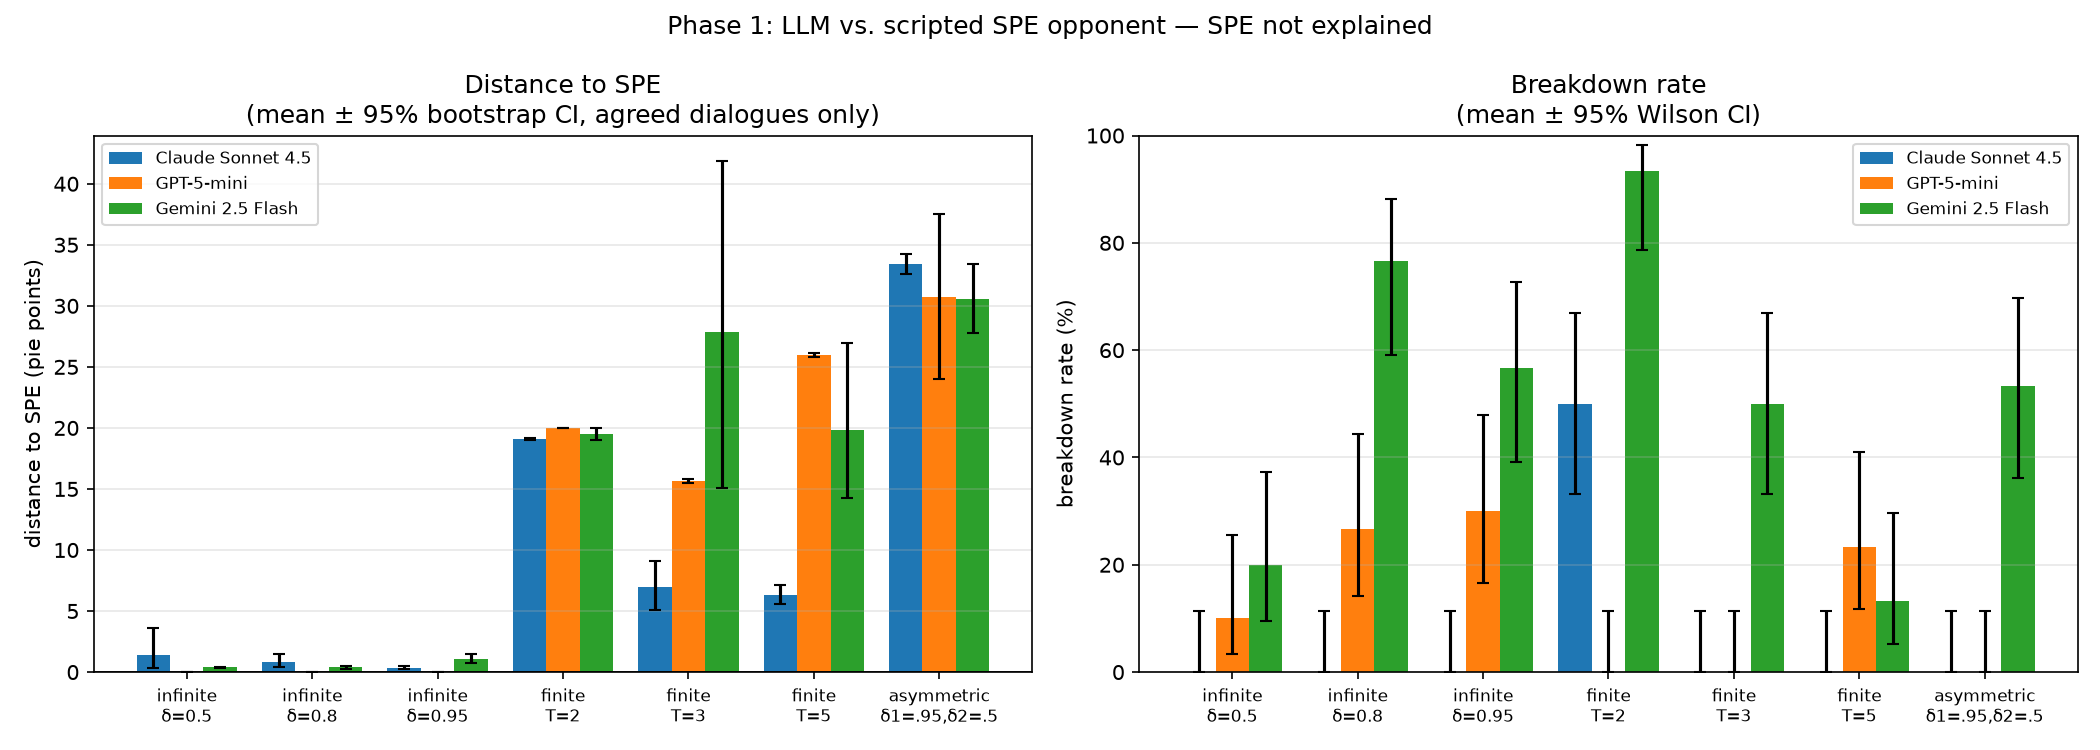 Phase 1: LLM vs. scripted SPE opponent — SPE not explained
Distance to SPE
(mean ± 95% bootstrap CI, agreed dialogues only)
distance to SPE (pie points)
40
35
30
25
20
15
10
5
0
Claude Sonnet 4.5
GPT-5-mini
Gemini 2.5 Flash
infinite
δ=0.5
infinite
δ=0.8
infinite
δ=0.95
finite
T=2
finite
T=3
finite
T=5
asymmetric
δ1=.95,δ2=.5
Breakdown rate
(mean ± 95% Wilson CI)
breakdown rate (%)
100
80
60
40
20
0
Claude Sonnet 4.5
GPT-5-mini
Gemini 2.5 Flash
infinite
δ=0.5
infinite
δ=0.8
infinite
δ=0.95
finite
T=2
finite
T=3
finite
T=5
asymmetric
δ1=.95,δ2=.5